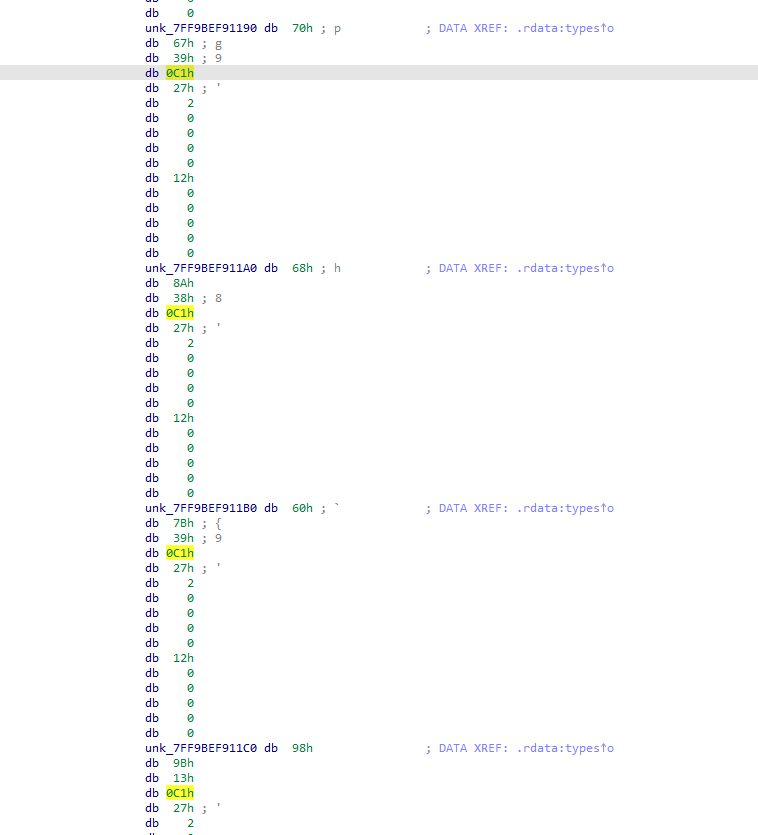 db 0
unk_7FF9BEF91190 db 70h ; p ; DATA XREF: .rdata:types↑o
db 67h ; g
db 39h ; 9
db 0C1h
db 27h ; '
db 2
db 0
db 0
db 0
db 0
db 12h
db 0
db 0
db 0
db 0
db 0
unk_7FF9BEF911A0 db 68h ; h ; DATA XREF: .rdata:types↑o
db 8Ah
db 38h ; 8
db 0C1h
db 27h ; '
db 2
db 0
db 0
db 0
db 0
db 12h
db 0
db 0
db 0
db 0
db 0
unk_7FF9BEF911B0 db 60h ; ` ; DATA XREF: .rdata:types↑o
db 7Bh ; {
db 39h ; 9
db 0C1h
db 27h ; '
db 2
db 0
db 0
db 0
db 0
db 12h
db 0
db 0
db 0
db 0
db 0
unk_7FF9BEF911C0 db 98h ; DATA XREF: .rdata:types↑o
db 9Bh
db 13h
db 0C1h
db 27h ; '
db 2